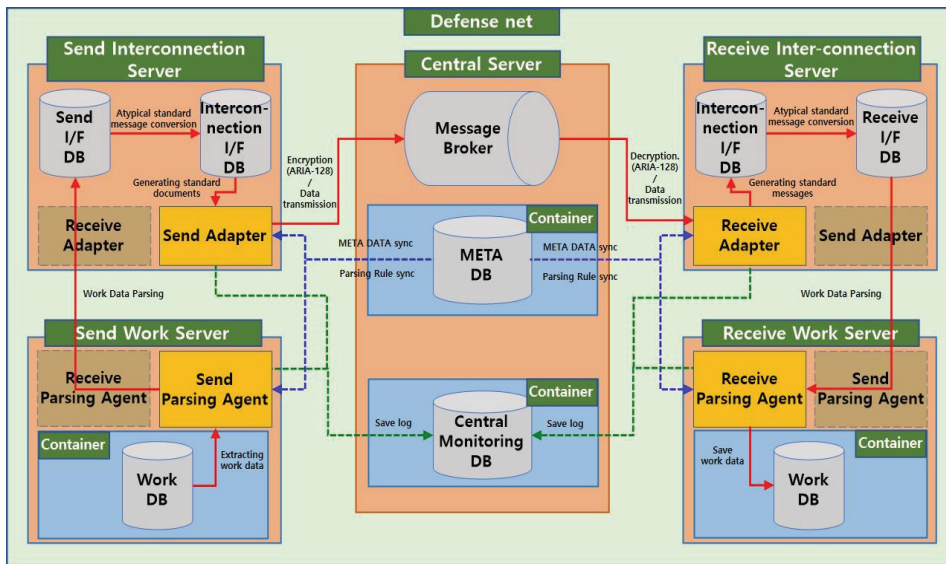 Defense net
Send Interconnection
Server
Send
I/F
DB
Atypical standard
message conversion
Interconn-
nection
I/F
DB
Generating standard
documents
Receive
Adapter
Send Adapter
Encryption
(ARIA-128)
/
Data
transmission
Central Server
Message
Broker
Container
META
DB
META DATA sync
Parsing Rule sync
META DATA sync
Parsing Rule sync
Container
Central
Monitoring
DB
Save log
Save log
Receive Inter-connection
Server
Interconn-
nection
I/F
DB
Atypical standard
message conversion
Receive
I/F
DB
Decryption.
(ARIA-128)
/
Data
transmission
Generating standard
messages
Receive
Adapter
Send Adapter
Work Data Parsing
Work Data Parsing
Send Work Server
Receive
Parsing Agent
Send
Parsing Agent
Container
Work
DB
Extracting
work data
Receive Work Server
Receive
Parsing Agent
Send
Parsing Agent
Container
Save
work data
Work
DB